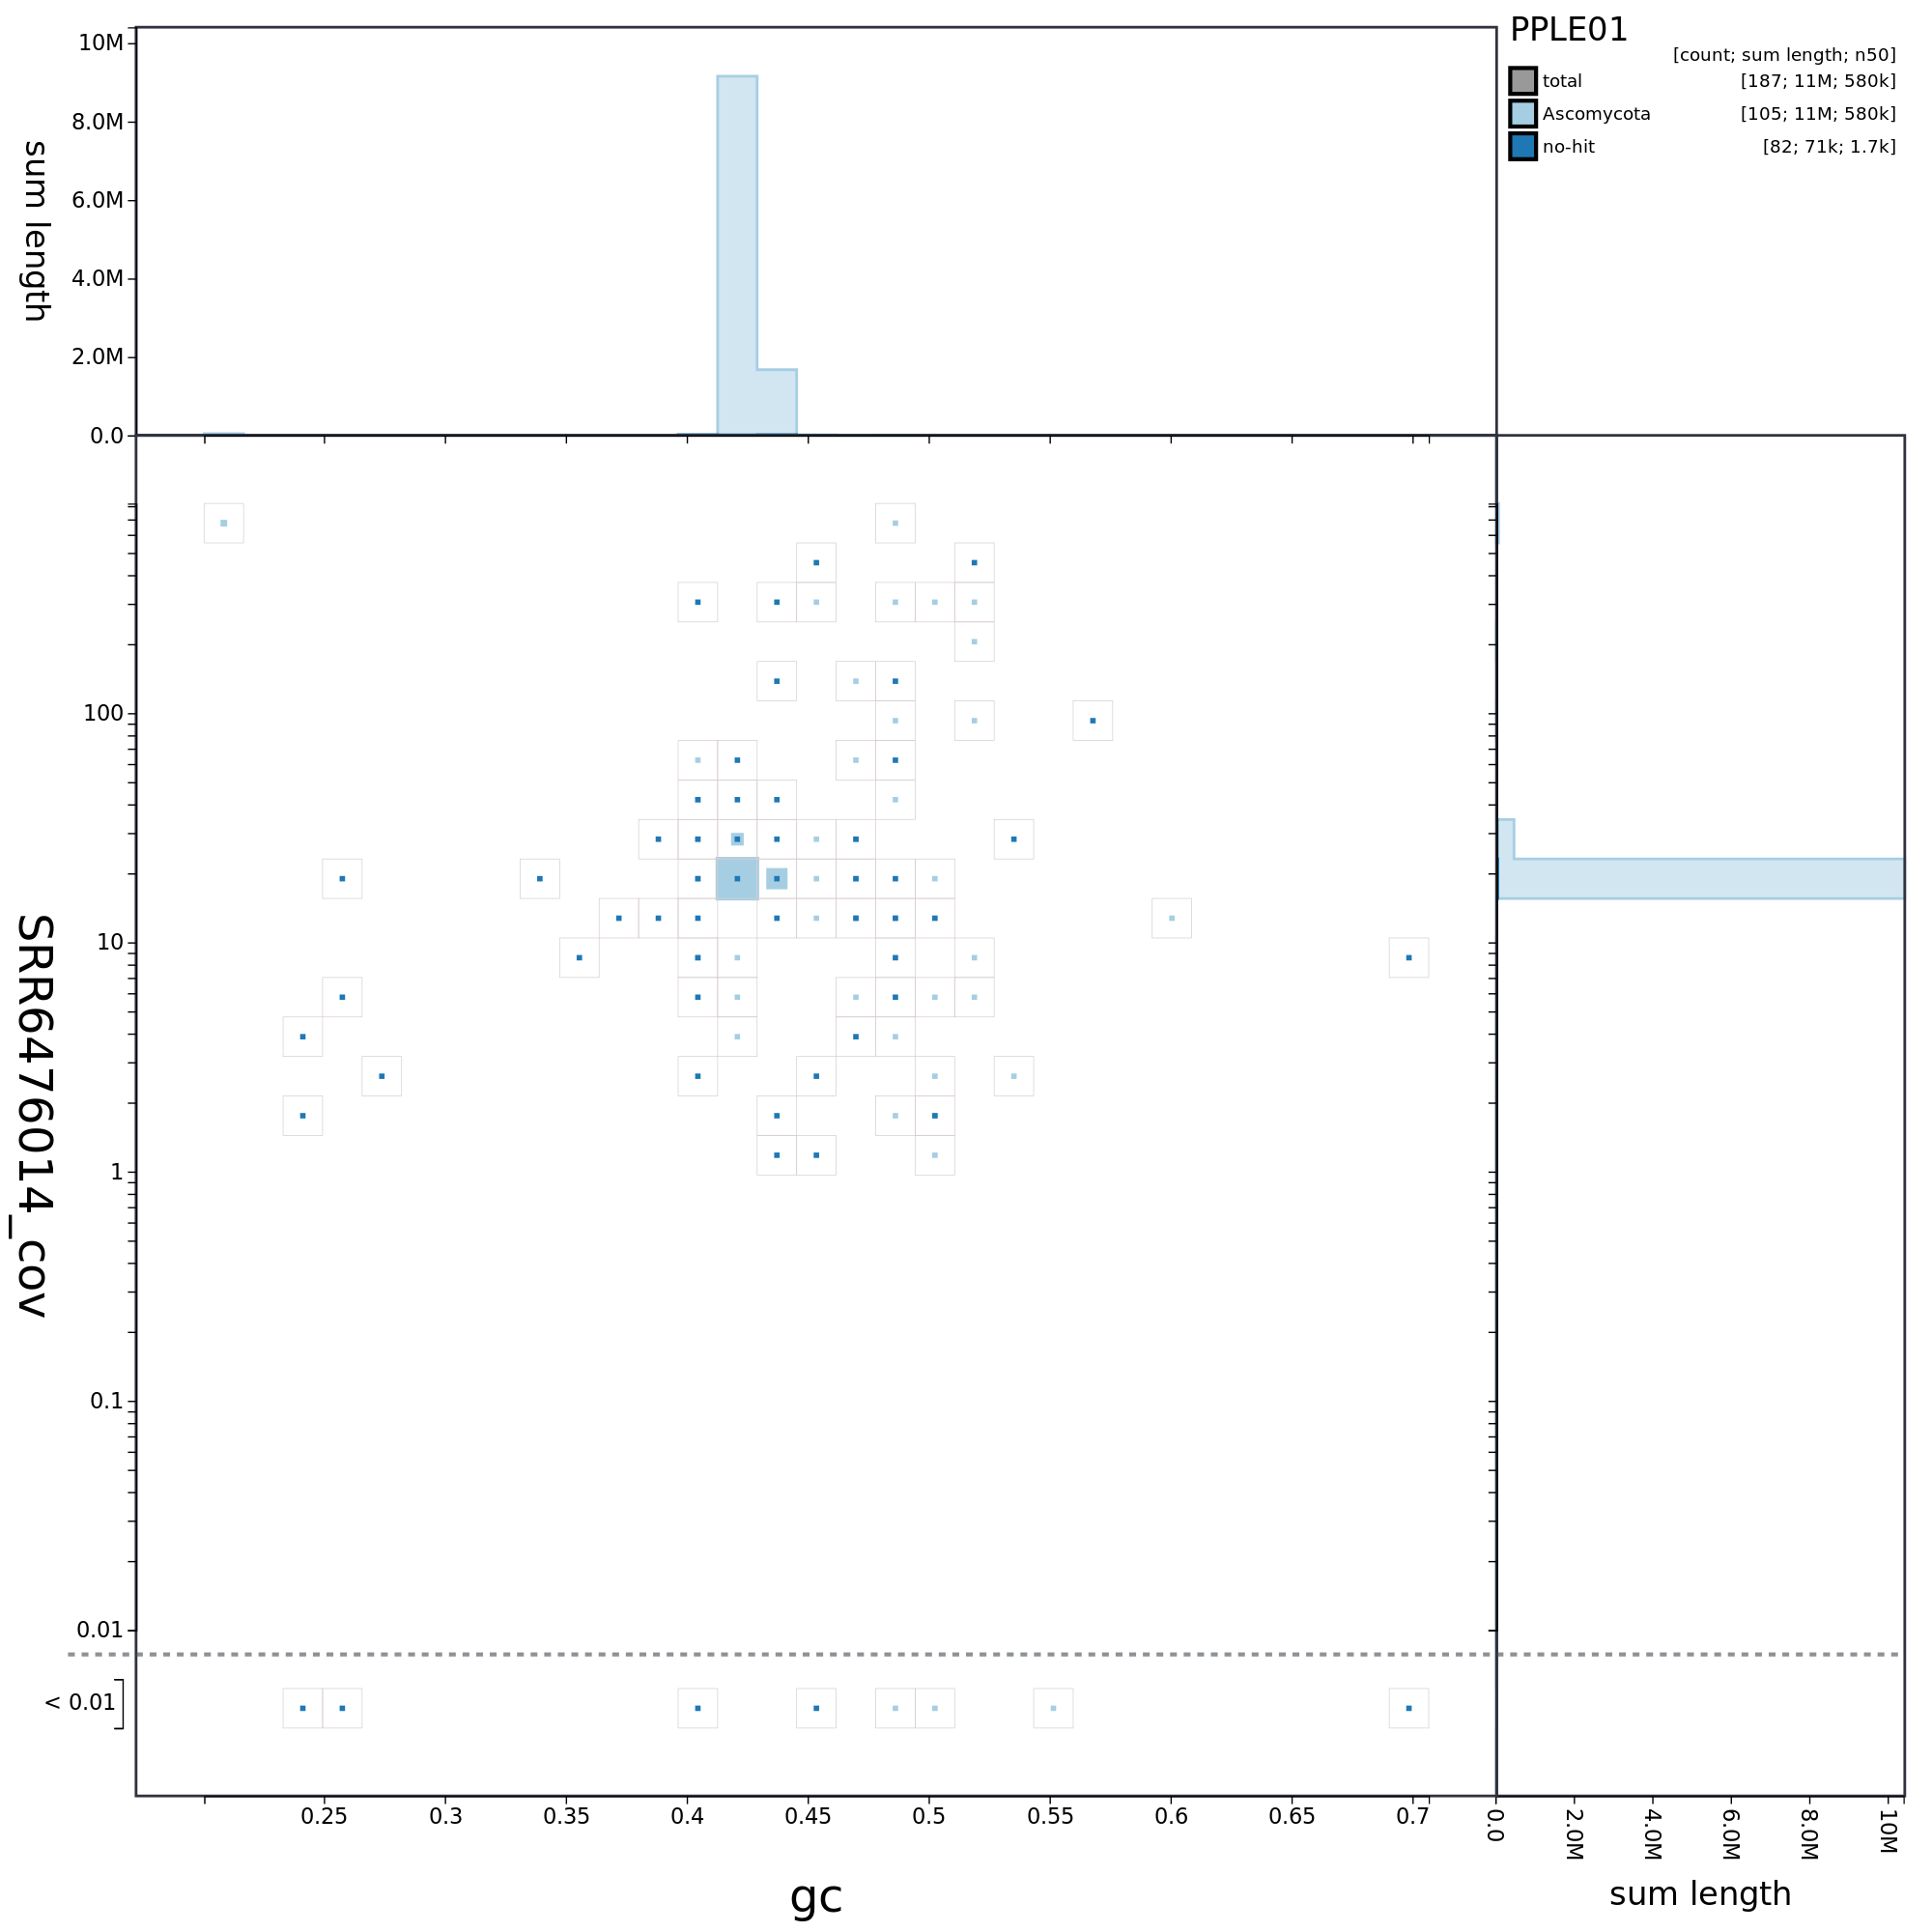 PPLE01
[count; sum length; n50]
total [187; 11M; 580k]
Ascomycota [105; 11M; 580k]
no-hit [82; 71k; 1.7k]
sum length
10M
8.0M
6.0M
4.0M
2.0M
0.0
SRR6476014_cov
100
10
1
0.1
0.01
< 0.01
0.25 0.3 0.35 0.4 0.45 0.5 0.55 0.6 0.65 0.7
gc
0.0 2.0M 4.0M 6.0M 8.0M 10M
sum length